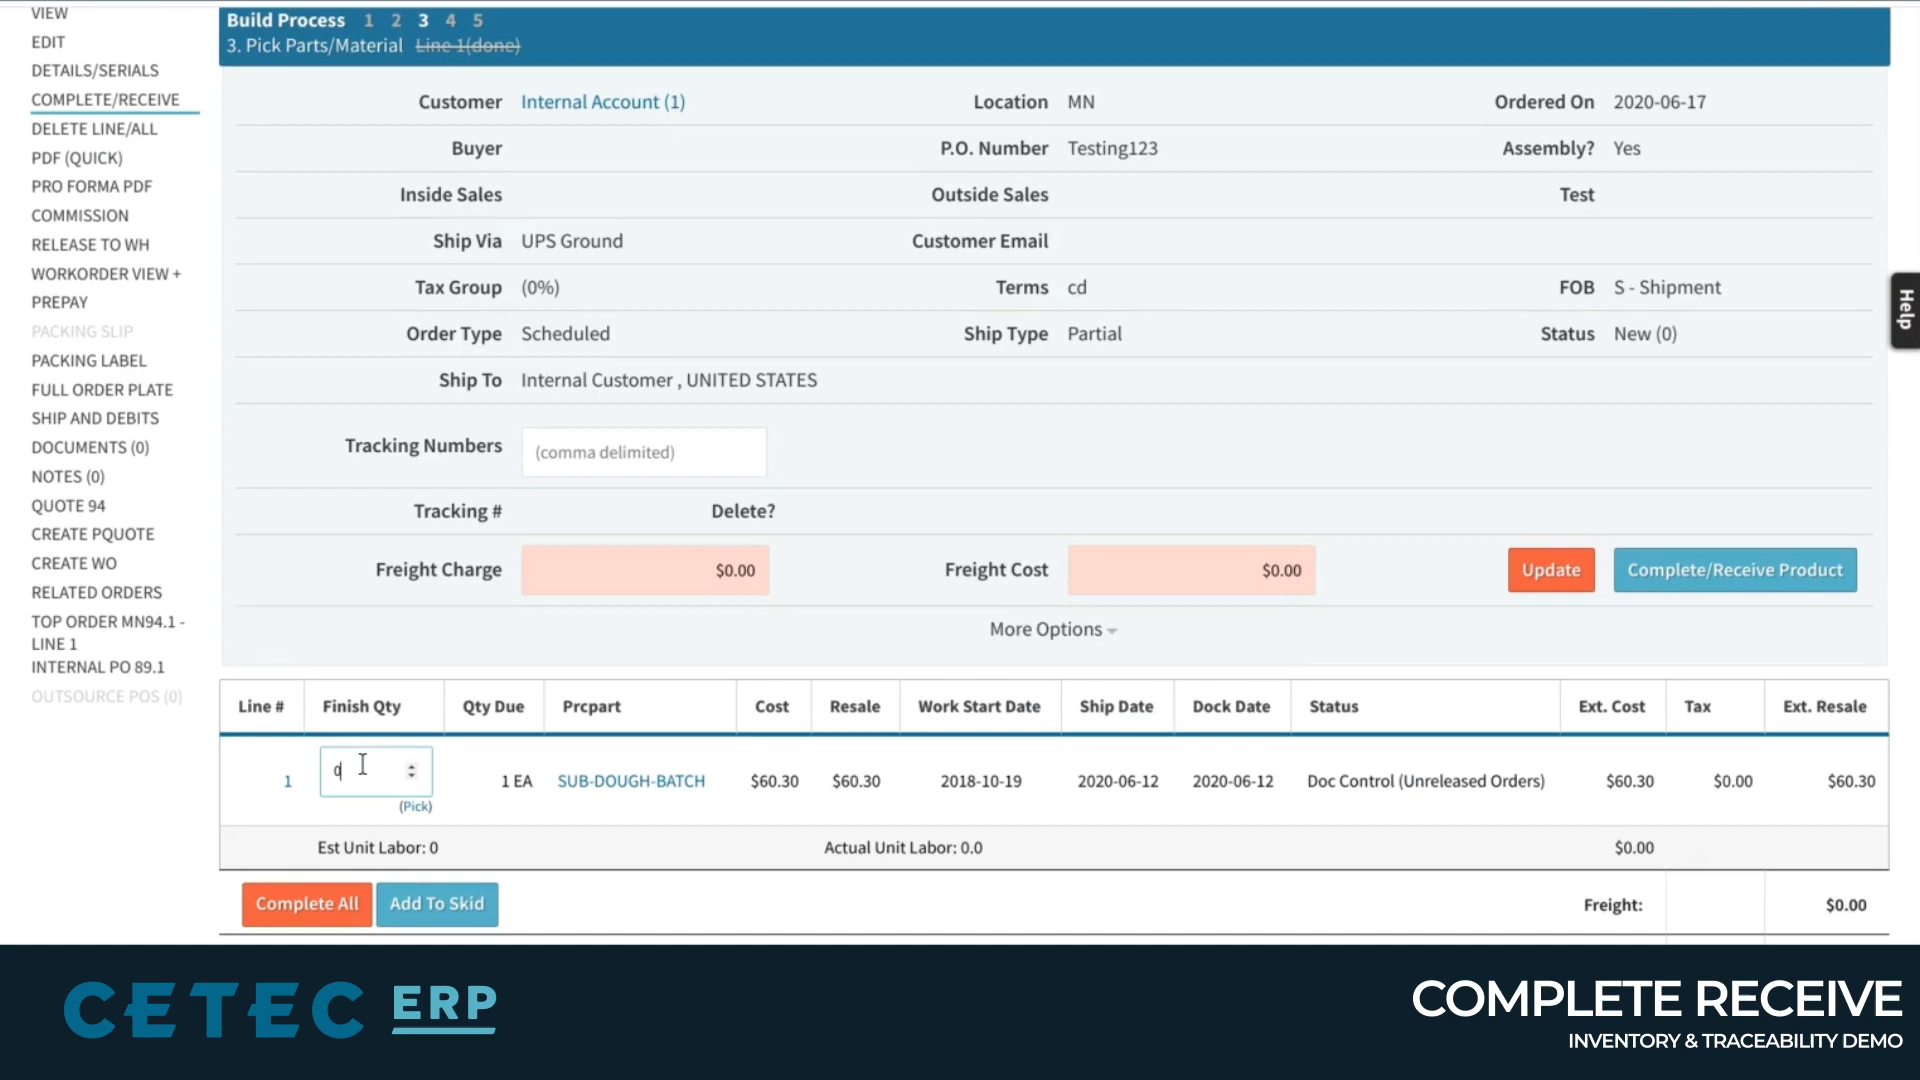 VIEW
EDIT
DETAILS/SERIALS
COMPLETE/RECEIVE
DELETE LINE/ALL
PDF (QUICK)
PRO FORMA PDF
COMMISSION
RELEASE TO WH
WORKORDER VIEW +
PREPAY
PACKING SLIP
PACKING LABEL
FULL ORDER PLATE
SHIP AND DEBITS
DOCUMENTS (0)
NOTES (0)
QUOTE 94
CREATE PQUOTE
CREATE WO
RELATED ORDERS
TOP ORDER MN94.1 -
LINE 1
INTERNAL PO 89.1
OUTSOURCE POS (0)
Build Process 1 2 3 4 5
3. Pick Parts/Material Line 1(done)
Customer Internal Account (1) Location MN Ordered On 2020-06-17
Buyer P.O. Number Testing123 Assembly? Yes
Inside Sales Outside Sales Test
Ship Via UPS Ground Customer Email
Tax Group (0%) Terms cd FOB S - Shipment
Order Type Scheduled Ship Type Partial Status New (0)
Ship To Internal Customer , UNITED STATES
Tracking Numbers (comma delimited)
Tracking # Delete?
Freight Charge $0.00 Freight Cost $0.00 Update Complete/Receive Product
More Options
Help
Line # Finish Qty Qty Due Prcpart Cost Resale Work Start Date Ship Date Dock Date Status Ext. Cost Tax Ext. Resale
1 0 1 EA SUB-DOUGH-BATCH $60.30 $60.30 2018-10-19 2020-06-12 2020-06-12 Doc Control (Unreleased Orders) $60.30 $0.00 $60.30
(Pick)
Est Unit Labor: 0 Actual Unit Labor: 0.0 $0.00
Complete All Add To Skid Freight: $0.00
CETEC ERP
COMPLETE RECEIVE
INVENTORY & TRACEABILITY DEMO